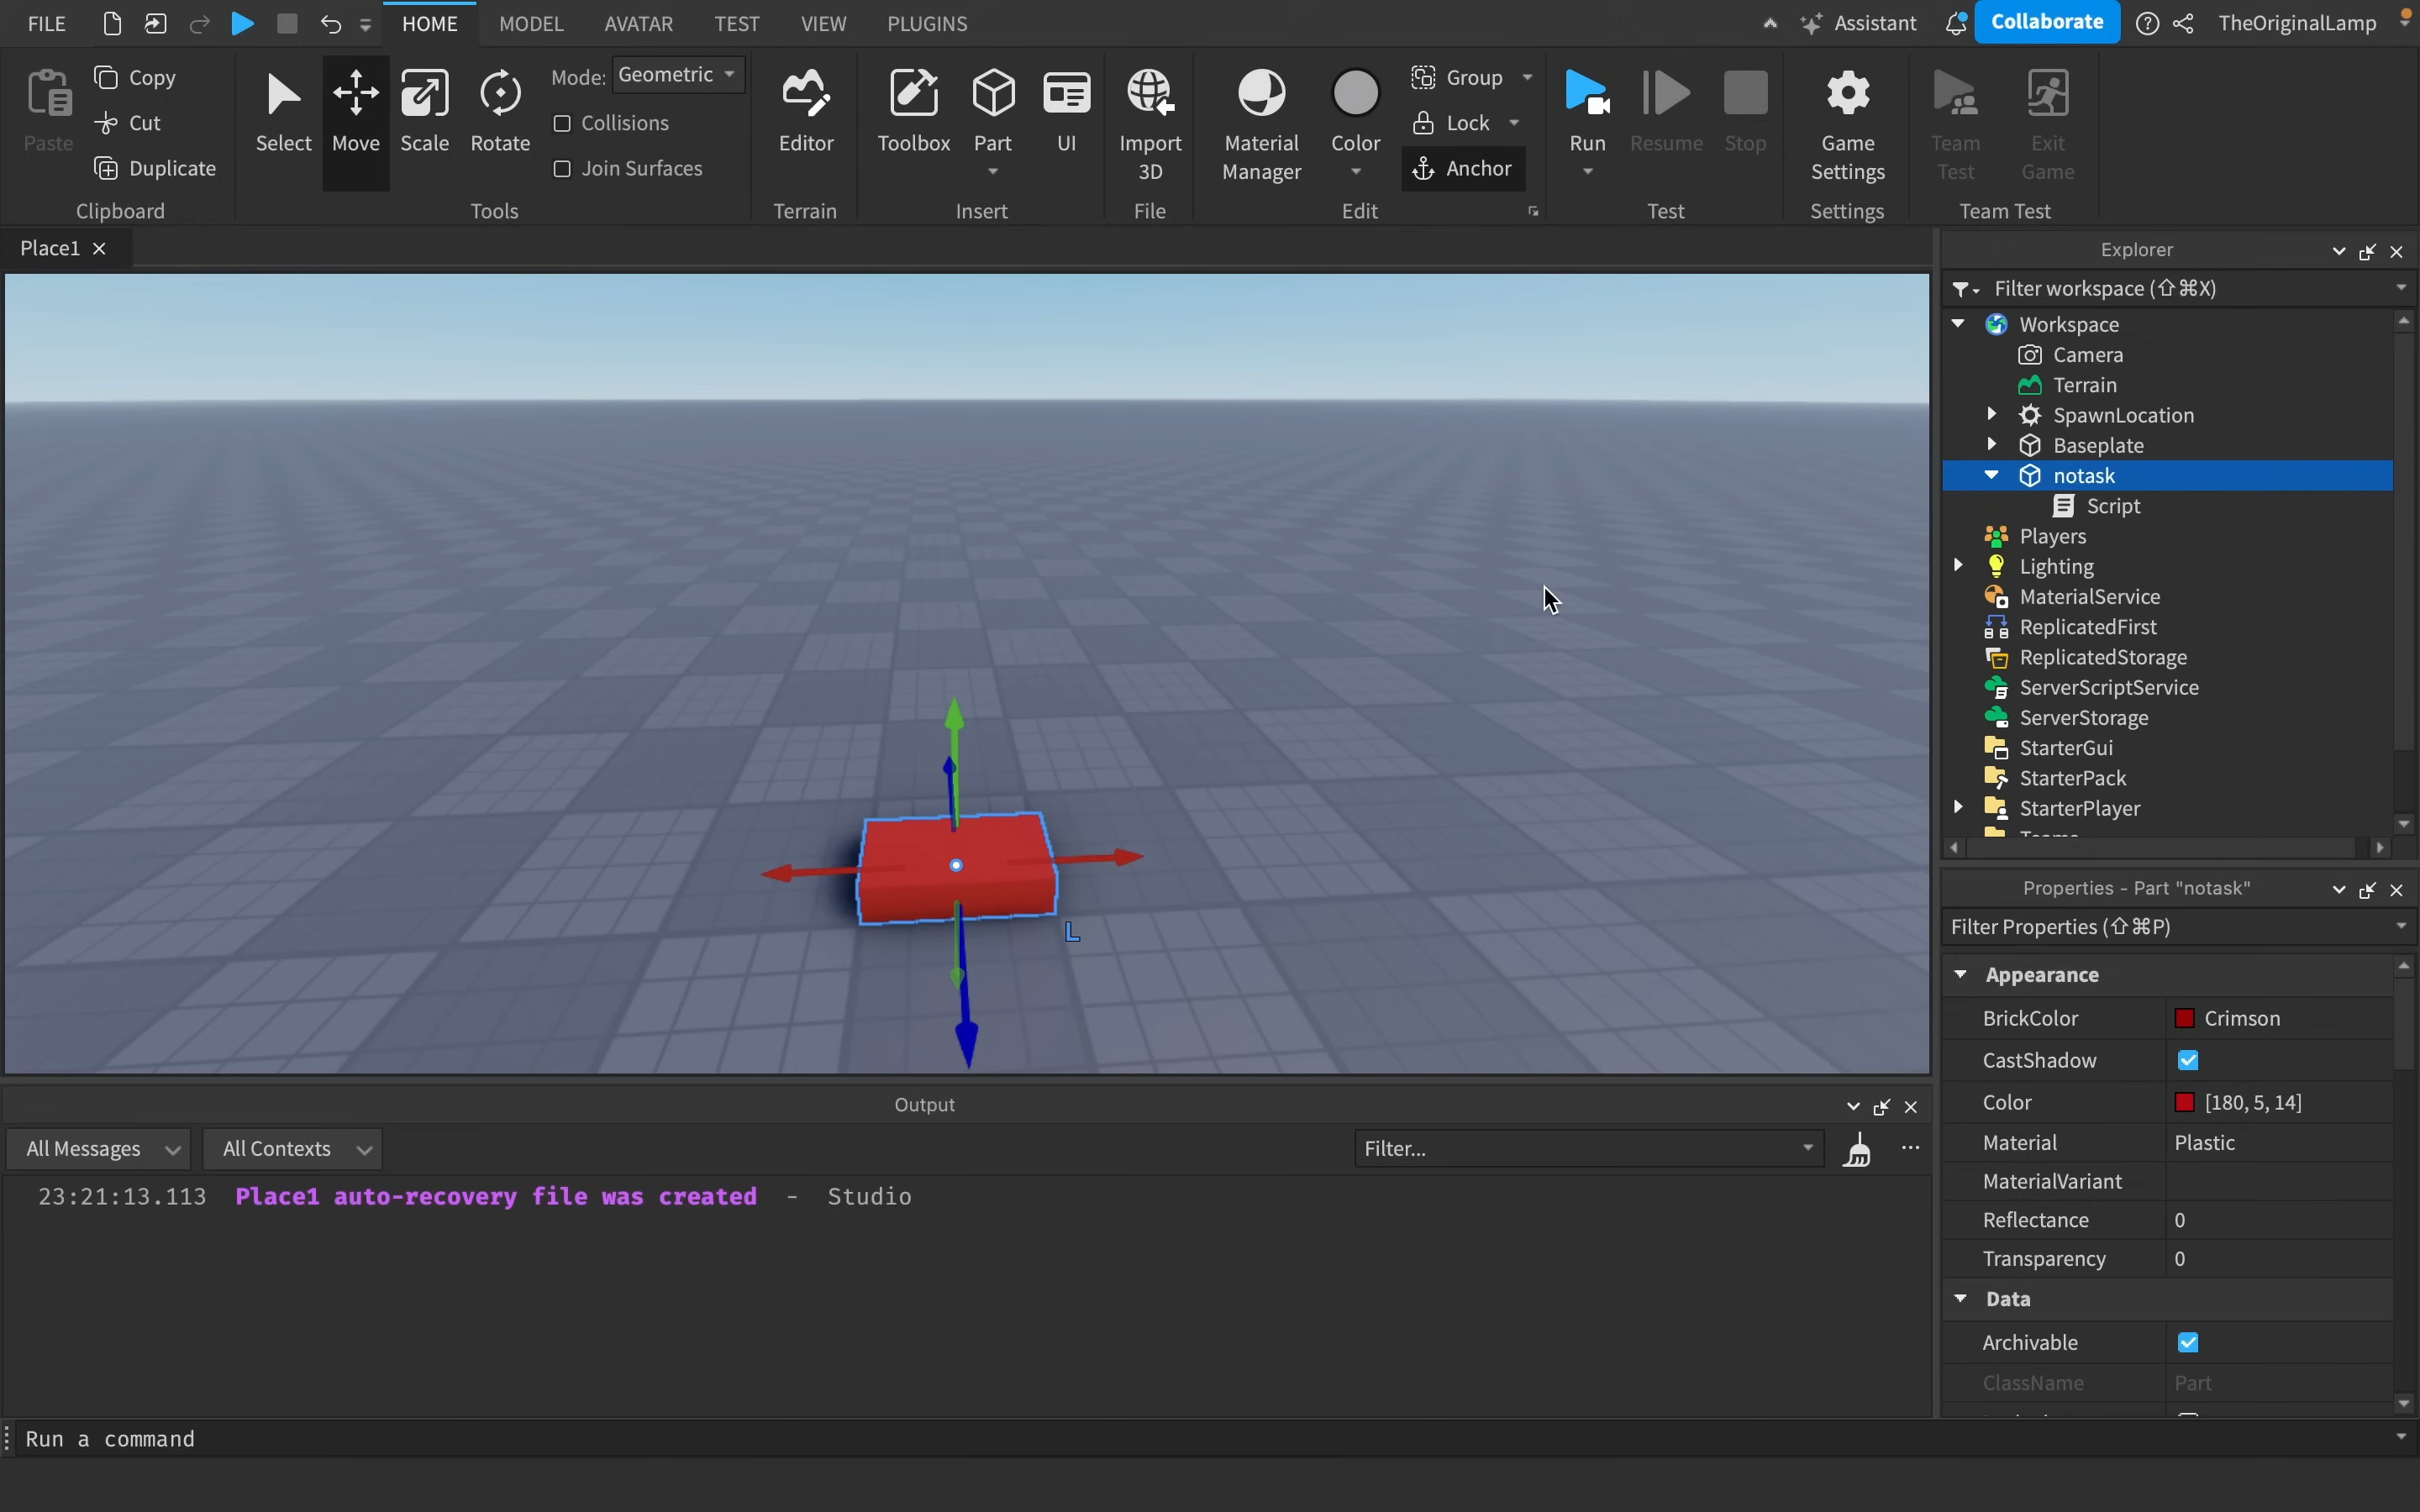 FILE HOME MODEL AVATAR TEST VIEW PLUGINS Assistant Collaborate TheOriginalLamp
Paste Copy Cut Duplicate
Clipboard
Select Move Scale Rotate
Mode: Geometric
Collisions
Join Surfaces
Tools
Editor
Terrain
Toolbox Part UI
Insert
Import
3D
File
Material
Manager
Color
Group
Lock
Anchor
Edit
Run Resume Stop
Test
Game
Settings
Settings
Team
Test
Exit
Game
Team Test
Place1
L
Explorer
Filter workspace (⇧⌘X)
Workspace
Camera
Terrain
SpawnLocation
Baseplate
notask
Script
Players
Lighting
MaterialService
ReplicatedFirst
ReplicatedStorage
ServerScriptService
ServerStorage
StarterGui
StarterPack
StarterPlayer
Properties - Part "notask"
Filter Properties (⇧⌘P)
Appearance
BrickColor Crimson
CastShadow
Color [180, 5, 14]
Material Plastic
MaterialVariant
Reflectance 0
Transparency 0
Data
Archivable
ClassName Part
Output
All Messages All Contexts Filter...
23:21:13.113 Place1 auto-recovery file was created - Studio
Run a command